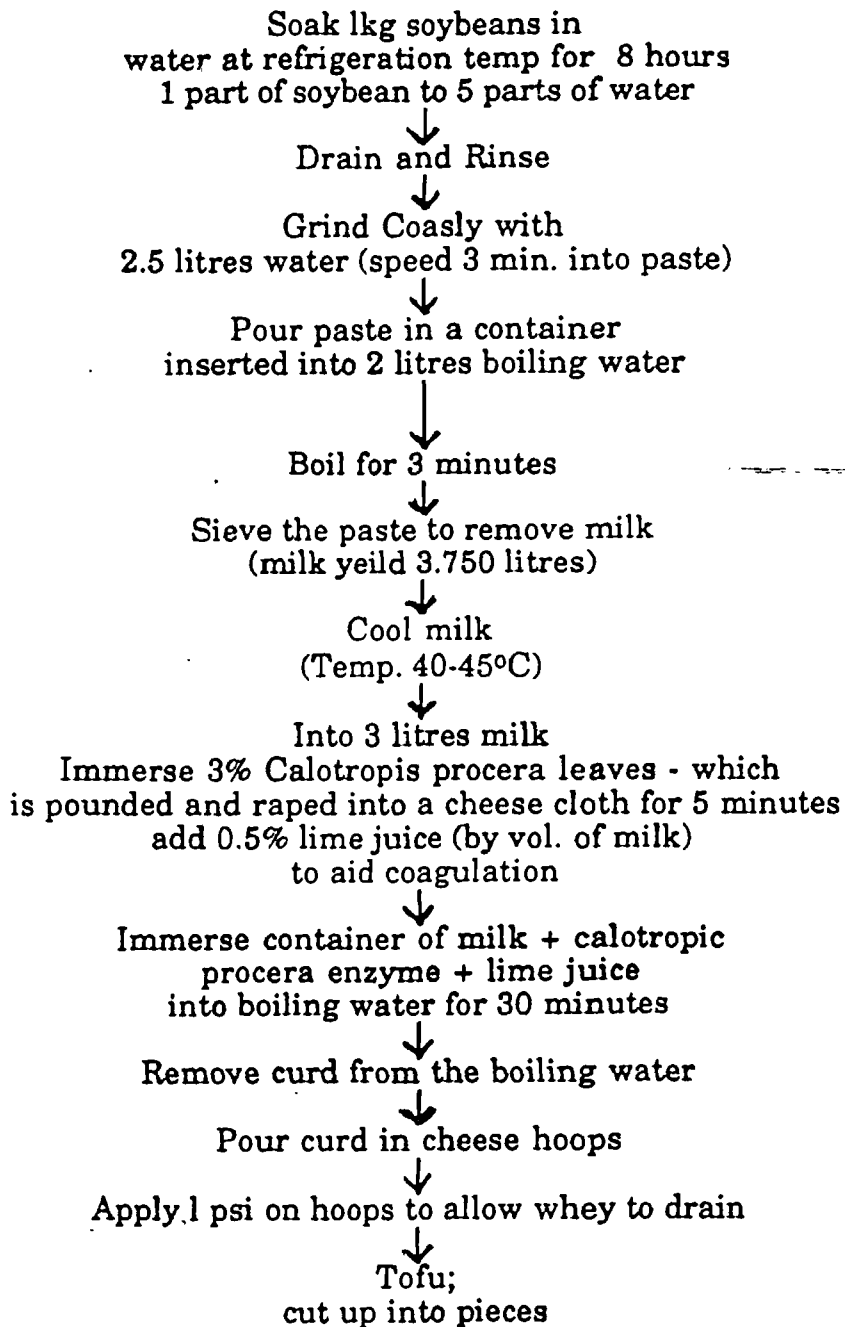 Soak 1kg soybeans in
water at refrigeration temp for 8 hours
1 part of soybean to 5 parts of water
Drain and Rinse
Grind Coasly with
2.5 litres water (speed 3 min. into paste)
Pour paste in a container
inserted into 2 litres boiling water
Boil for 3 minutes
Sieve the paste to remove milk
(milk yeild 3.750 litres)
Cool milk
(Temp. 40-45ºC)
Into 3 litres milk
Immerse 3% Calotropis procera leaves - which
is pounded and raped into a cheese cloth for 5 minutes
add 0.5% lime juice (by vol. of milk)
to aid coagulation
Immerse container of milk + calotropic
procera enzyme + lime juice
into boiling water for 30 minutes
Remove curd from the boiling water
Pour curd in cheese hoops
Apply 1 psi on hoops to allow whey to drain
Tofu;
cut up into pieces